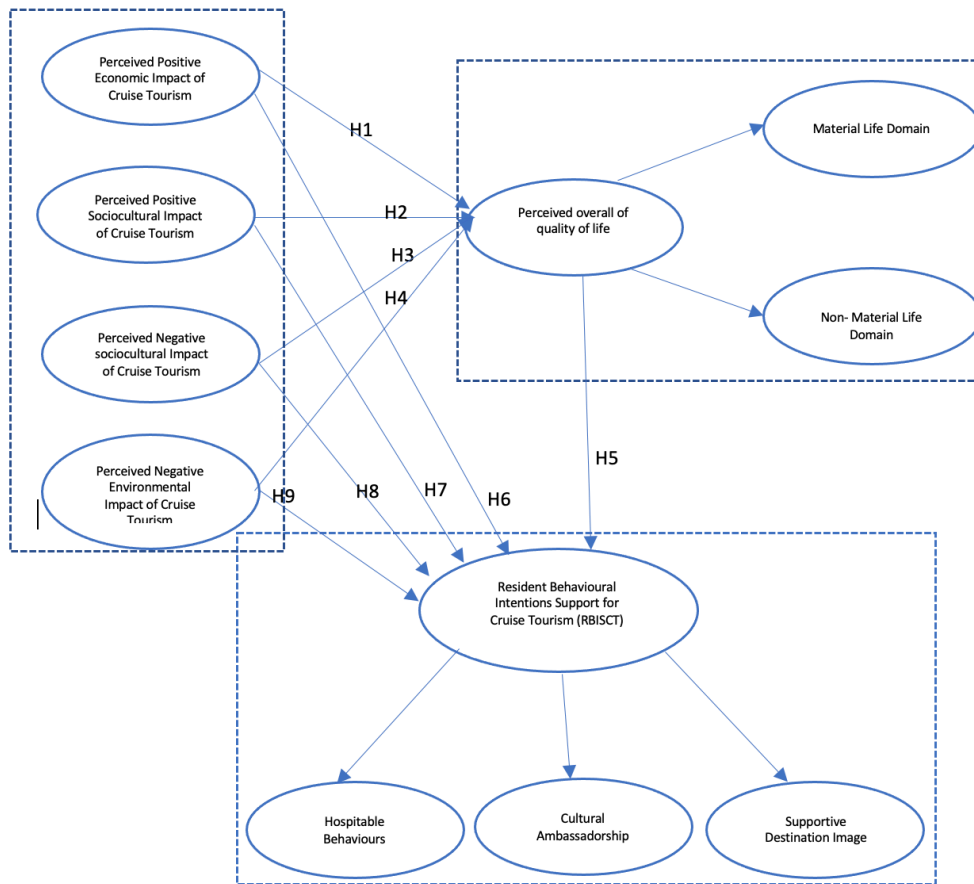 Perceived Positive
Economic Impact of
Cruise Tourism
H1
Material Life Domain
Perceived Positive
Sociocultural Impact
of Cruise Tourism
H2
Perceived overall of
quality of life
H3
H4
Perceived Negative
sociocultural Impact
of Cruise Tourism
Non- Material Life
Domain
H5
Perceived Negative
Environmental
Impact of Cruise
Tourism
H9
H8
H7
H6
Resident Behavioural
Intentions Support for
Cruise Tourism (RBISCT)
Hospitable
Behaviours
Cultural
Ambassadorship
Supportive
Destination Image